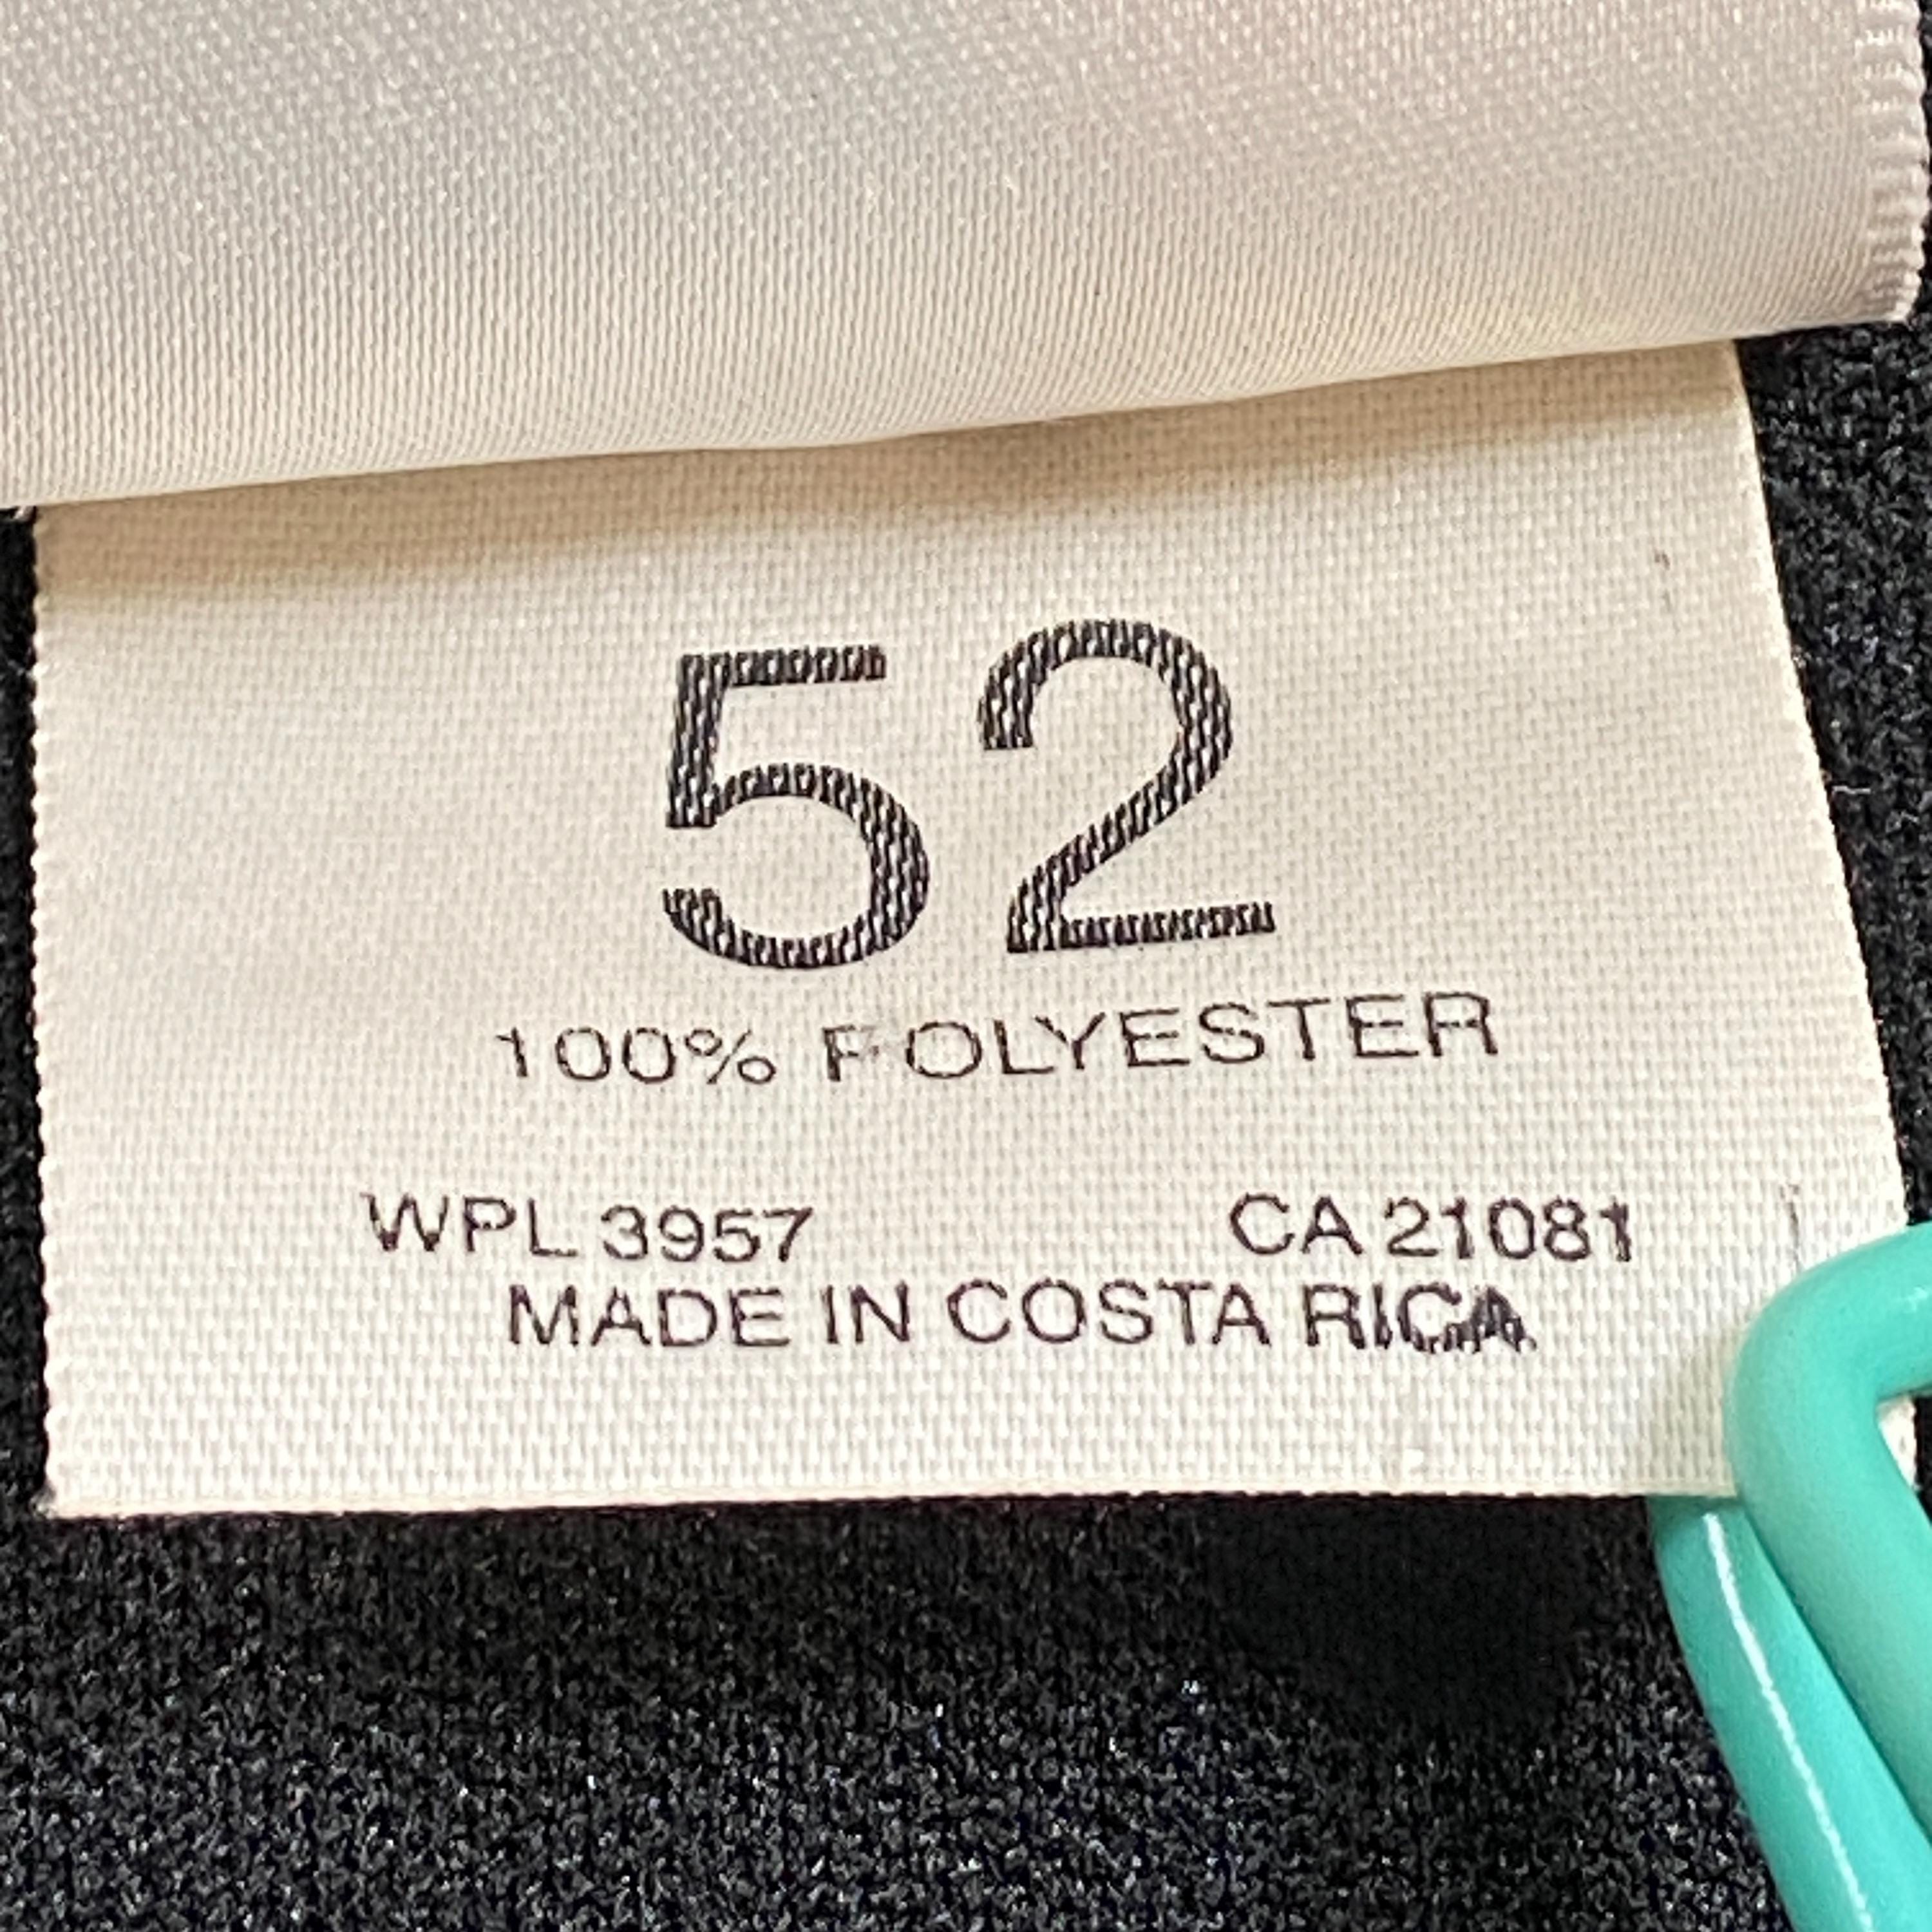 52
100% POLYESTER
WPL 3957 CA 21081
MADE IN COSTA RICA